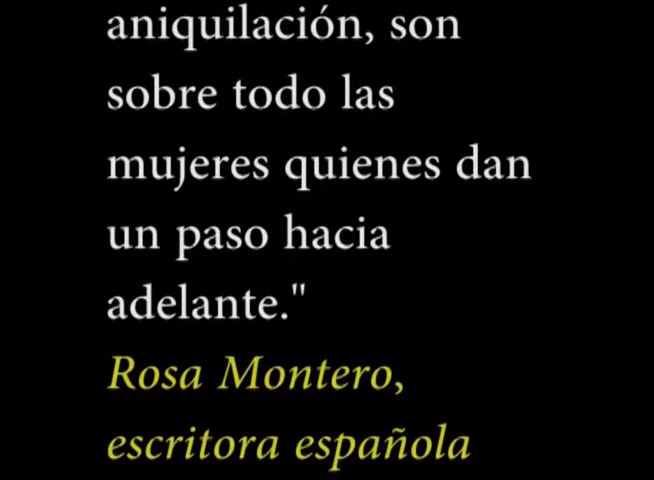 aniquilación, son
sobre todo las
mujeres quienes dan
un paso hacia
adelante."
Rosa Montero,
escritora española